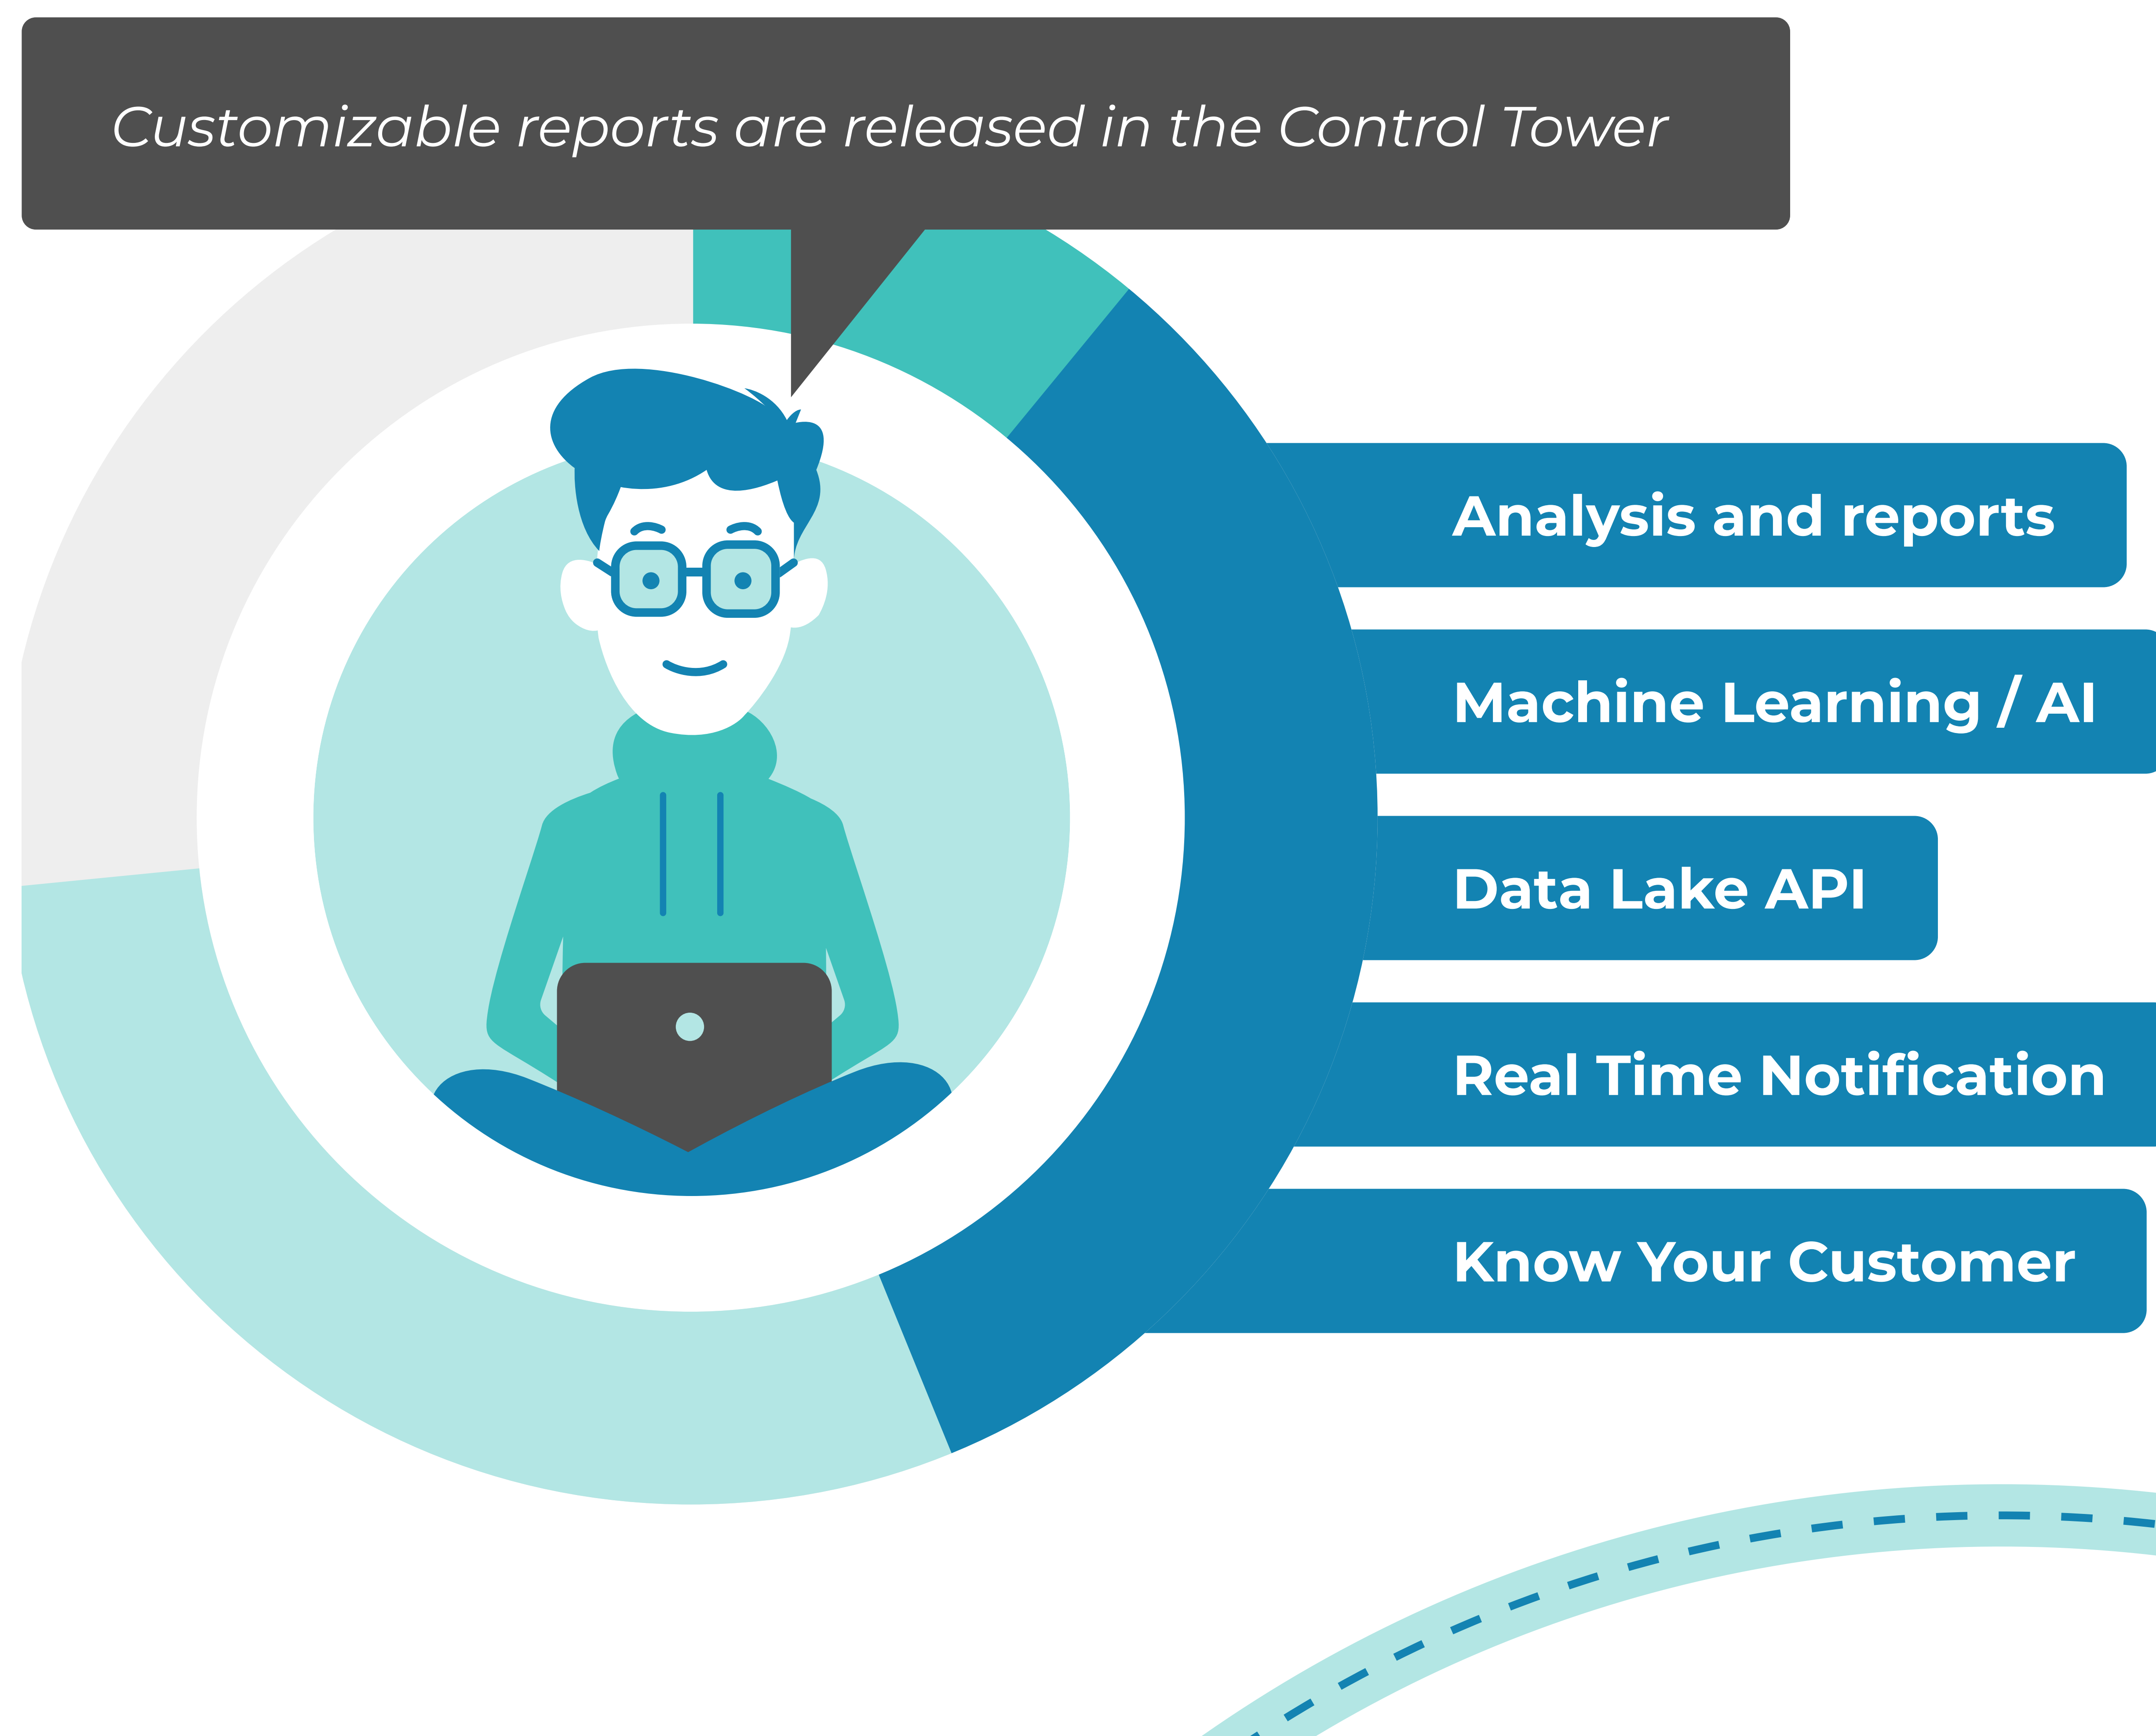 Customizable reports are released in the Control Tower
Analysis and reports
Machine Learning / AI
Data Lake API
Real Time Notification
Know Your Customer